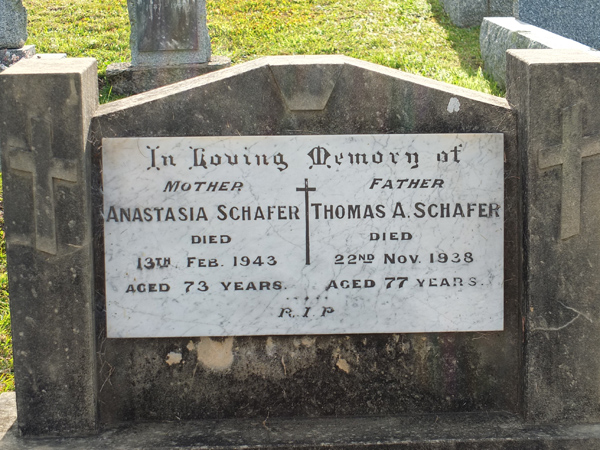 In Loving Memory of
MOTHER
ANASTASIA SCHAFER
DIED
13TH. FEB. 1943
AGED 73 YEARS.
FATHER
THOMAS A. SCHAFER
DIED
22ND NOV. 1938
AGED 77 YEARS.
R.I.P